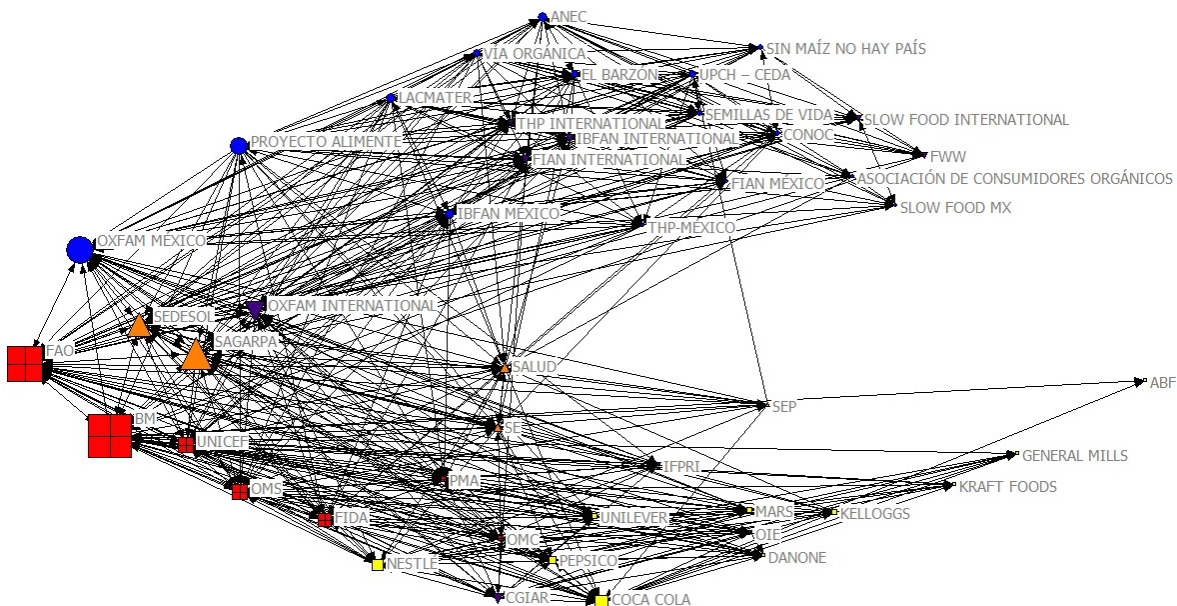 ANEC
SIN MAÍZ NO HAY PAÍS
VÍA ORGÁNICA
EL BARZÓN
UPCH – CEDA
LACMATER
SEMILLAS DE VIDA
SLOW FOOD INTERNATIONAL
THP INTERNATIONAL
CONOC
IBFAN INTERNATIONAL
PROYECTO ALIMENTE
FWW
FIAN INTERNATIONAL
ASOCIACIÓN DE CONSUMIDORES ORGÁNICOS
FIAN MÉXICO
SLOW FOOD MX
IBFAN MÉXICO
THP-MÉXICO
OXFAM MÉXICO
OXFAM INTERNATIONAL
SEDESOL
SAGARPA
FAO
SALUD
ABF
SEP
BM
SE
UNICEF
GENERAL MILLS
IFPRI
PMA
KRAFT FOODS
OMS
MARS
KELLOGGS
FIDA
UNILEVER
OIE
OMC
DANONE
NESTLE
PEPSICO
CGIAR
COCA COLA